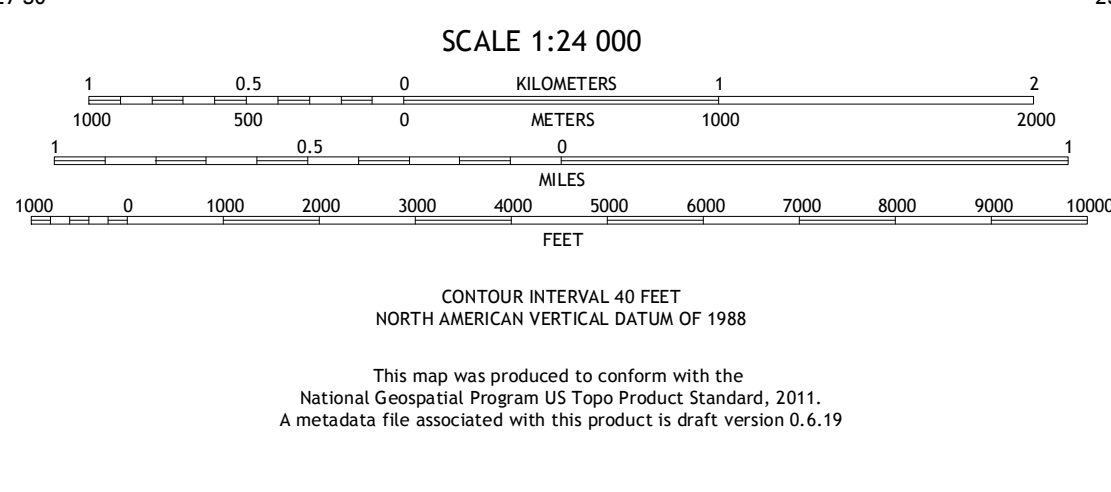 SCALE 1:24 000
1 0.5 0 KILOMETERS 1 2
1000 500 0 METERS 1000 2000
1 0.5 0 1
MILES
1000 0 1000 2000 3000 4000 5000 6000 7000 8000 9000 10000
FEET
CONTOUR INTERVAL 40 FEET
NORTH AMERICAN VERTICAL DATUM OF 1988
This map was produced to conform with the
National Geospatial Program US Topo Product Standard, 2011.
A metadata file associated with this product is draft version 0.6.19